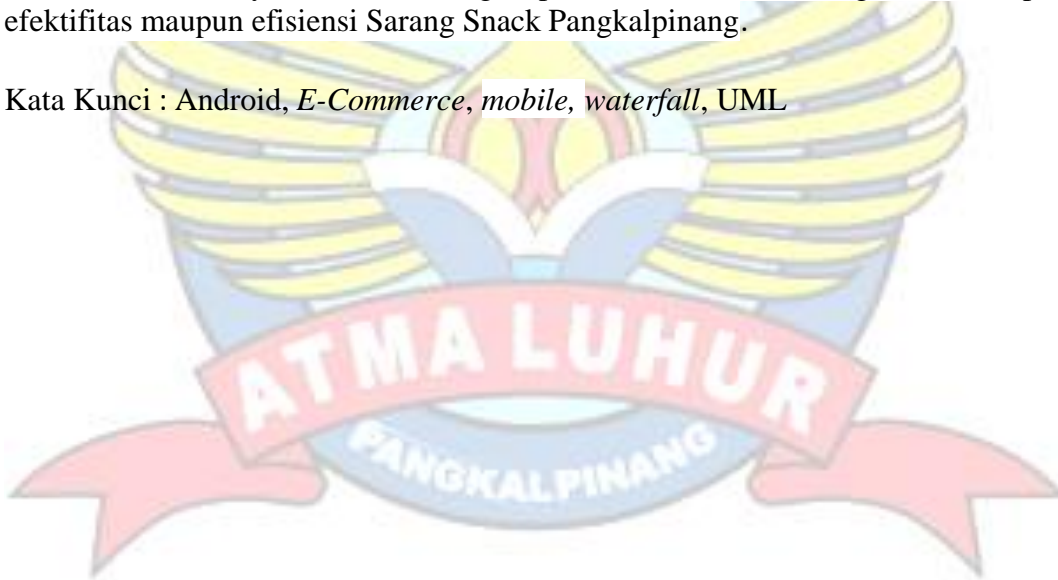 efektifitas maupun efisiensi Sarang Snack Pangkalpinang.
Kata Kunci : Android, E-Commerce, mobile, waterfall, UML
ATMA LUHUR
PANGKALPINANG